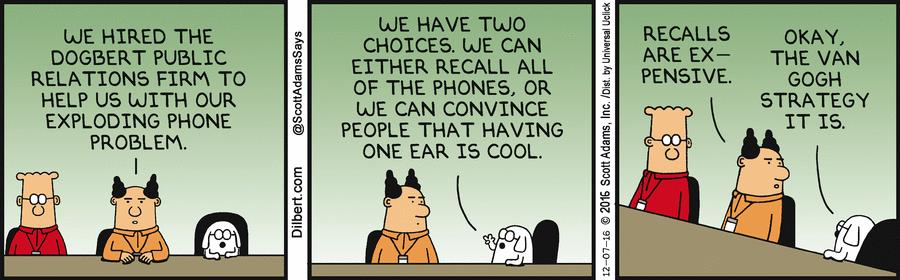 WE HIRED THE
DOGBERT PUBLIC
RELATIONS FIRM TO
HELP US WITH OUR
EXPLODING PHONE
PROBLEM.
Dilbert.com
@ScottAdamsSays
WE HAVE TWO
CHOICES. WE CAN
EITHER RECALL ALL
OF THE PHONES, OR
WE CAN CONVINCE
PEOPLE THAT HAVING
ONE EAR IS COOL.
12-07-16 © 2016 Scott Adams, Inc. /Dist. by Universal Uclick
RECALLS
ARE EX-
PENSIVE.
OKAY,
THE VAN
GOGH
STRATEGY
IT IS.